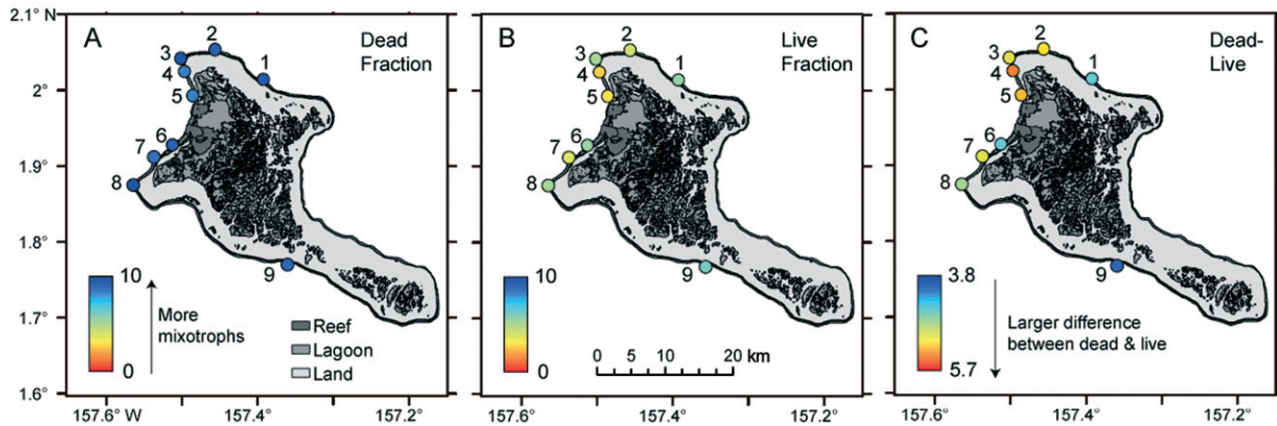 2.1° N
2°
1.9°
1.8°
1.7°
1.6°
A
Dead
Fraction
1
2
3
4
5
6
7
8
9
10
0
More
mixotrophs
Reef
Lagoon
Land
157.6° W
157.4°
157.2°
B
Live
Fraction
1
2
3
4
5
6
7
8
9
10
0
0 5 10 20 km
157.6°
157.4°
157.2°
C
Dead-
Live
1
2
3
4
5
6
7
8
9
3.8
5.7
Larger difference
between dead & live
157.6°
157.4°
157.2°